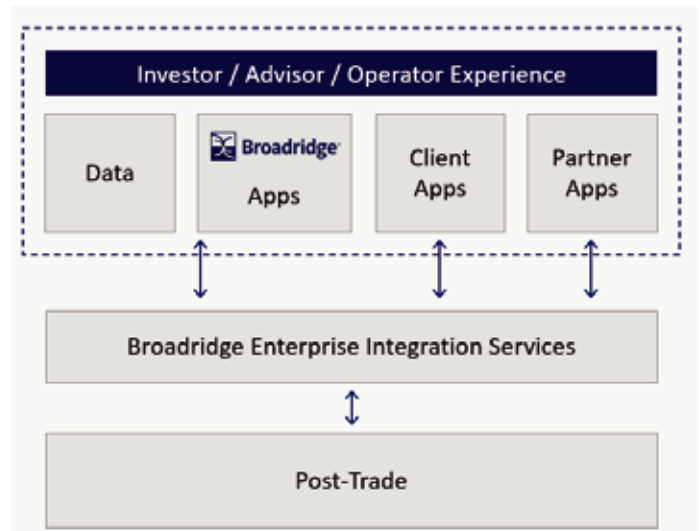 Investor / Advisor / Operator Experience
Data
Broadridge
Apps
Client
Apps
Partner
Apps
Broadridge Enterprise Integration Services
Post-Trade